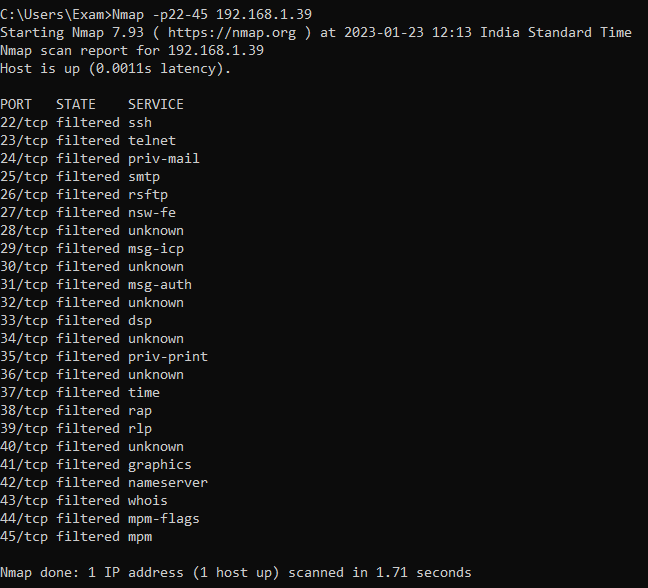 C:\Users\Exam>Nmap -p22-45 192.168.1.39
Starting Nmap 7.93 ( https://nmap.org ) at 2023-01-23 12:13 India Standard Time
Nmap scan report for 192.168.1.39
Host is up (0.0011s latency).

PORT   STATE    SERVICE
22/tcp filtered ssh
23/tcp filtered telnet
24/tcp filtered priv-mail
25/tcp filtered smtp
26/tcp filtered rsftp
27/tcp filtered nsw-fe
28/tcp filtered unknown
29/tcp filtered msg-icp
30/tcp filtered unknown
31/tcp filtered msg-auth
32/tcp filtered unknown
33/tcp filtered dsp
34/tcp filtered unknown
35/tcp filtered priv-print
36/tcp filtered unknown
37/tcp filtered time
38/tcp filtered rap
39/tcp filtered rlp
40/tcp filtered unknown
41/tcp filtered graphics
42/tcp filtered nameserver
43/tcp filtered whois
44/tcp filtered mpm-flags
45/tcp filtered mpm

Nmap done: 1 IP address (1 host up) scanned in 1.71 seconds